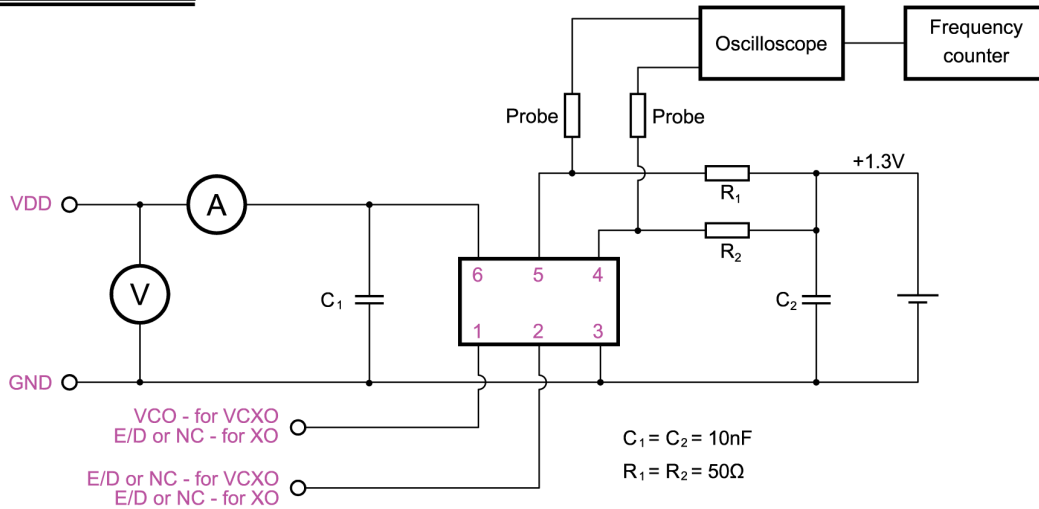 Oscilloscope
Frequency
counter
Probe
Probe
+1.3V
R₁
VDD
A
R₂
6 5 4
V
C₁
C₂
1 2 3
GND
VCO - for VCXO
E/D or NC - for XO
C₁ = C₂ = 10nF
R₁ = R₂ = 50Ω
E/D or NC - for VCXO
E/D or NC - for XO